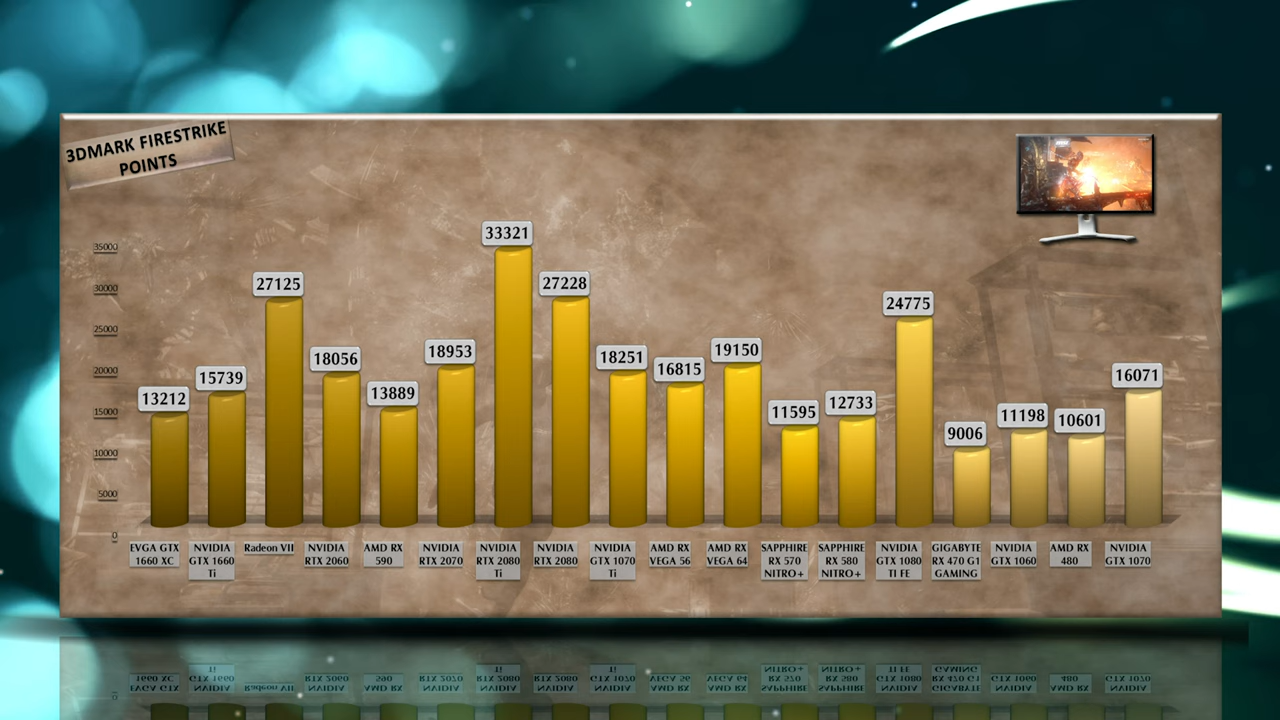 3DMARK FIRESTRIKE
POINTS
33321
27125
27228
24775
18056
18953
18251
16815
19150
16071
15739
13212
13889
11595
12733
9006
11198
10601
35000
30000
25000
20000
15000
10000
5000
0
EVGA GTX
1660 XC
NVIDIA
GTX 1660
Ti
Radeon VII
NVIDIA
RTX 2060
AMD RX
590
NVIDIA
RTX 2070
NVIDIA
RTX 2080
Ti
NVIDIA
RTX 2080
NVIDIA
GTX 1070
Ti
AMD RX
VEGA 56
AMD RX
VEGA 64
SAPPHIRE
RX 570
NITRO+
SAPPHIRE
RX 580
NITRO+
NVIDIA
GTX 1080
TI FE
GIGABYTE
RX 470 G1
GAMING
NVIDIA
GTX 1060
AMD RX
480
NVIDIA
GTX 1070